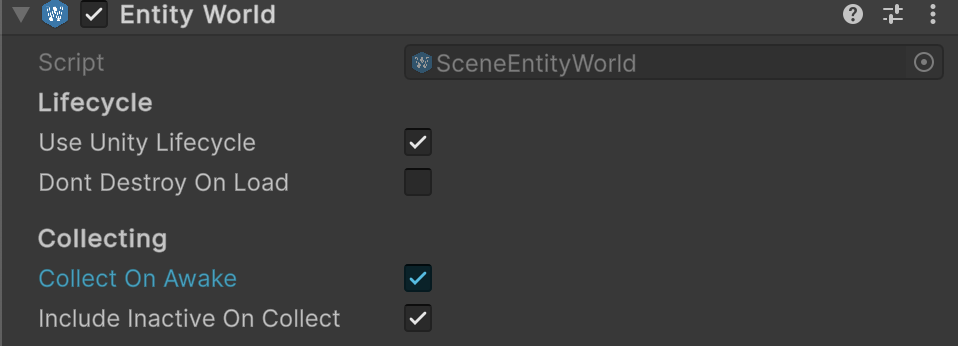 Entity World
Script SceneEntityWorld
Lifecycle
Use Unity Lifecycle
Dont Destroy On Load
Collecting
Collect On Awake
Include Inactive On Collect